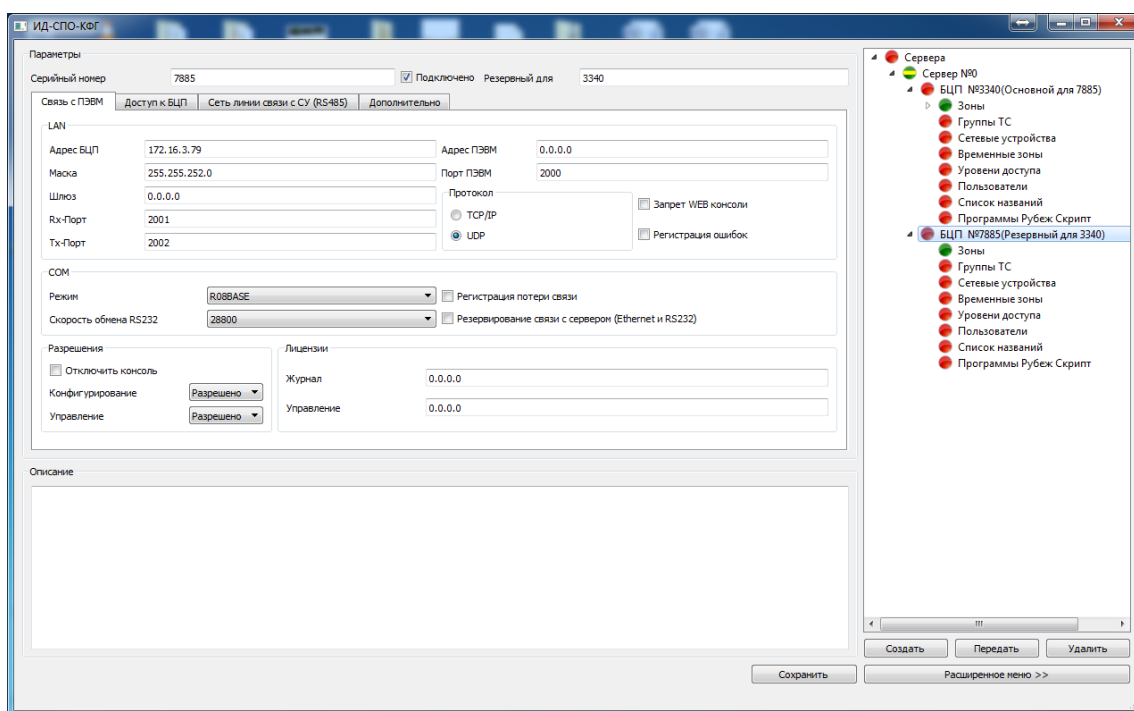 ИД-СПО-КФГ
Параметры
Серийный номер 7885 Подключено Резервный для 3340
Связь с ПЭВМ Доступ к БЦП Сеть линии связи с СУ (RS485) Дополнительно
LAN
Адрес БЦП 172.16.3.79 Адрес ПЭВМ 0.0.0.0
Маска 255.255.252.0 Порт ПЭВМ 2000
Шлюз 0.0.0.0 Протокол
Rx-Порт 2001 TCP/IP Запрет WEB консоли
Tx-Порт 2002 UDP Регистрация ошибок
COM
Режим R08BASE Регистрация потери связи
Скорость обмена RS232 28800 Резервирование связи с сервером (Ethernet и RS232)
Разрешения Лицензии
Отключить консоль
Журнал 0.0.0.0
Конфигурирование Разрешено
Управление 0.0.0.0
Управление Разрешено
Описание
Сохранить
Сервера
Сервер №0
БЦП №3340(Основной для 7885)
Зоны
Группы ТС
Сетевые устройства
Временные зоны
Уровени доступа
Пользователи
Список названий
Программы Рубеж Скрипт
БЦП №7885(Резервный для 3340)
Зоны
Группы ТС
Сетевые устройства
Временные зоны
Уровени доступа
Пользователи
Список названий
Программы Рубеж Скрипт
Создать Передать Удалить
Расширенное меню >>